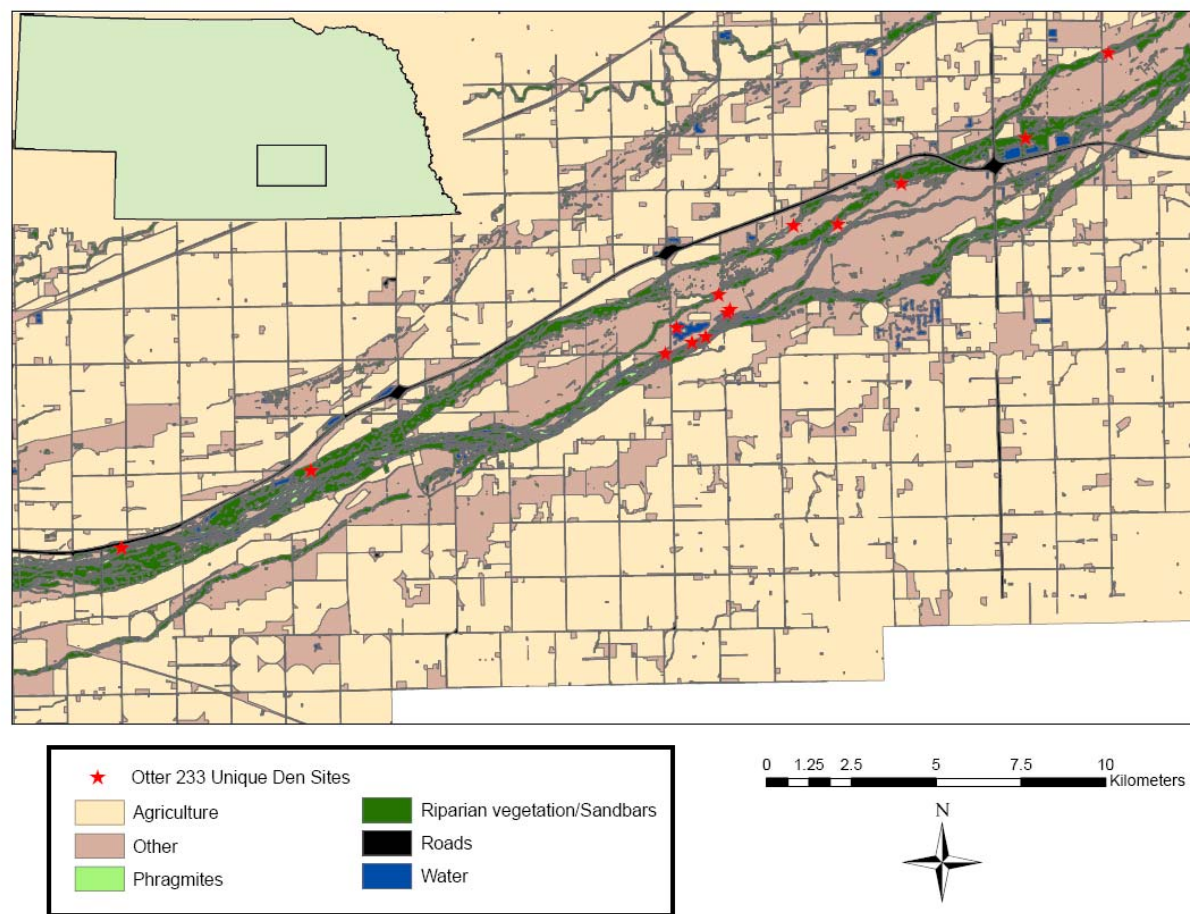 Otter 233 Unique Den Sites
Agriculture
Other
Phragmites
Riparian vegetation/Sandbars
Roads
Water
0 1.25 2.5 5 7.5 10
Kilometers
N